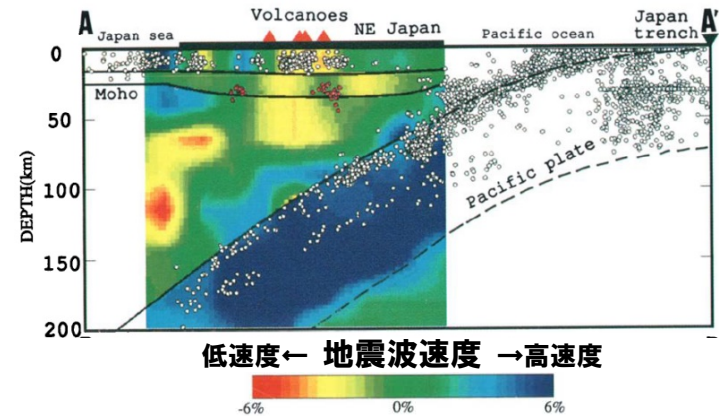 Volcanoes
A
A'
Japan sea
NE Japan
Pacific ocean
Japan
trench
0
Moho
50
100
150
200
DEPTH(km)
Pacific plate
低速度← 地震波速度 →高速度
-6%
0%
6%